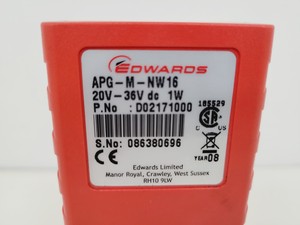 EDWARDS
APG-M-NW16
20V-36V dc 1W
P.No : D02171000
185529
S.No: 086380696
YEAR 08
Edwards Limited
Manor Royal, Crawley, West Sussex
RH10 9LW